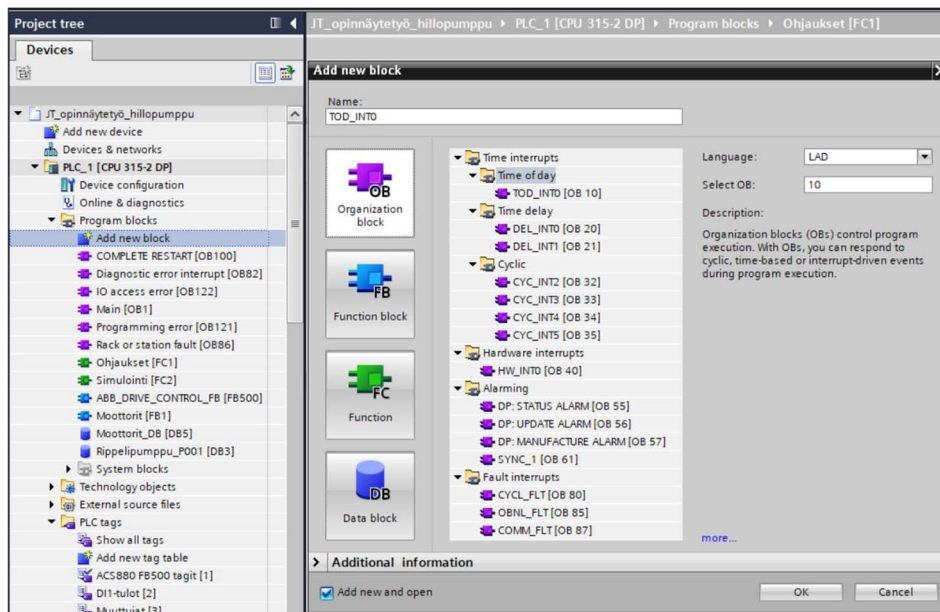 Project tree
Devices
JT_opinnäytetyö_hillopumppu
Add new device
Devices & networks
PLC_1 [CPU 315-2 DP]
Device configuration
Online & diagnostics
Program blocks
Add new block
COMPLETE RESTART [OB100]
Diagnostic error interrupt [OB82]
IO access error [OB122]
Main [OB1]
Programming error [OB121]
Rack or station fault [OB86]
Ohjaukset [FC1]
Simulointi [FC2]
ABB_DRIVE_CONTROL_FB [FB500]
Moottorit [FB1]
Moottorit_DB [DB5]
Rippelipumppu_P001 [DB3]
System blocks
Technology objects
External source files
PLC tags
Show all tags
Add new tag table
ACS880 FB500 tagit [1]
DI1-tulot [2]
Muuttujat [3]
JT_opinnäytetyö_hillopumppu ▸ PLC_1 [CPU 315-2 DP] ▸ Program blocks ▸ Ohjaukset [FC1]
Add new block
Name:
TOD_INT0
OB
Organization
block
FB
Function block
FC
Function
DB
Data block
Time interrupts
Time of day
TOD_INT0 [OB 10]
Time delay
DEL_INT0 [OB 20]
DEL_INT1 [OB 21]
Cyclic
CYC_INT2 [OB 32]
CYC_INT3 [OB 33]
CYC_INT4 [OB 34]
CYC_INT5 [OB 35]
Hardware interrupts
HW_INT0 [OB 40]
Alarming
DP: STATUS ALARM [OB 55]
DP: UPDATE ALARM [OB 56]
DP: MANUFACTURE ALARM [OB 57]
SYNC_1 [OB 61]
Fault interrupts
CYCL_FLT [OB 80]
OBNL_FLT [OB 85]
COMM_FLT [OB 87]
Language: LAD
Select OB: 10
Description:
Organization blocks (OBs) control program
execution. With OBs, you can respond to
cyclic, time-based or interrupt-driven events
during program execution.
more...
Additional information
Add new and open
OK
Cancel